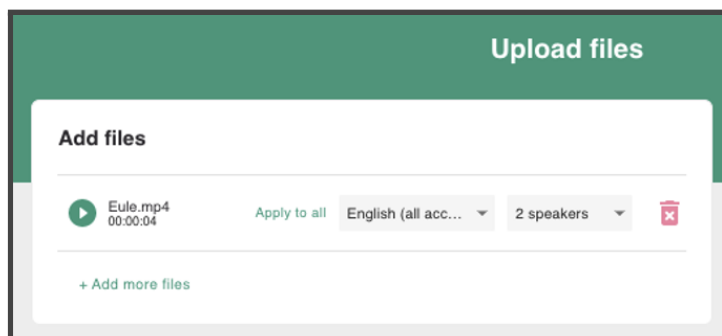 Upload files
Add files
Eule.mp4
00:00:04
Apply to all
English (all acc...
2 speakers
+ Add more files